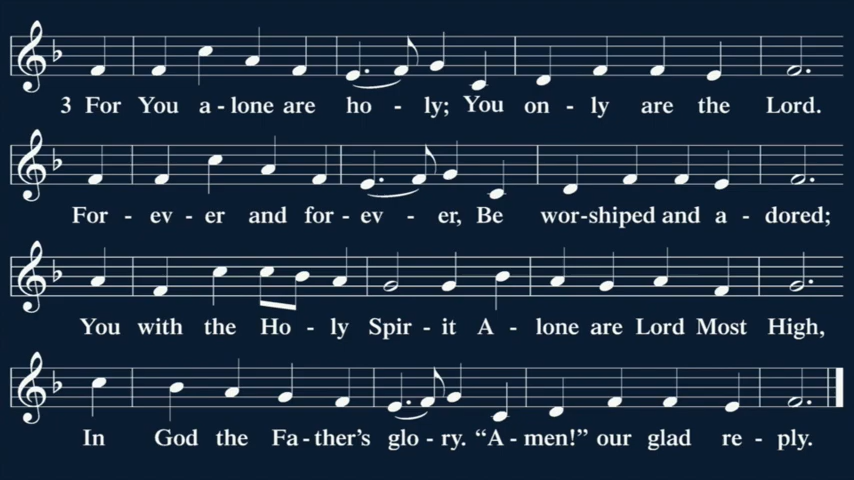 3 For You a - lone are ho - ly; You on - ly are the Lord.
For - ev - er and for - ev - er, Be wor - shiped and a - dored;
You with the Ho - ly Spir - it A - lone are Lord Most High,
In God the Fa - ther's glo - ry. “A - men!” our glad re - ply.